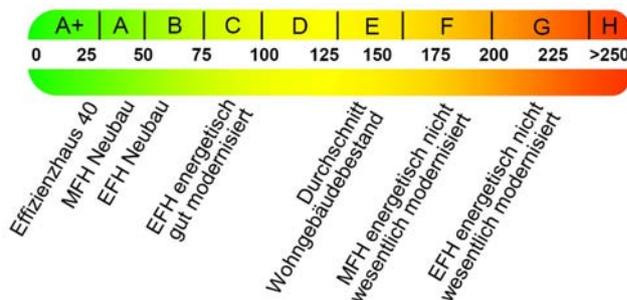 A+ A B C D E F G H
0 25 50 75 100 125 150 175 200 225 >250
Effizienzhaus 40
MFH Neubau
EFH Neubau
EFH energetisch
gut modernisiert
Durchschnitt
Wohngebäudebestand
MFH energetisch nicht
wesentlich modernisiert
EFH energetisch nicht
wesentlich modernisiert